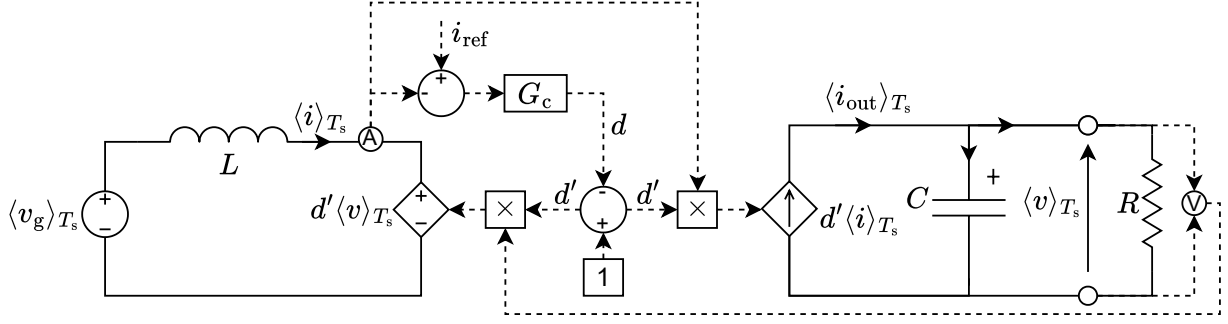 i_ref
+
-
G_c
⟨i⟩_{T_s}
A
L
d
⟨i_out⟩_{T_s}
⟨v_g⟩_{T_s}
+
−
d′⟨v⟩_{T_s}
+
−
×
d′
-
+
d′
×
d′⟨i⟩_{T_s}
C
+
⟨v⟩_{T_s}
R
V
1